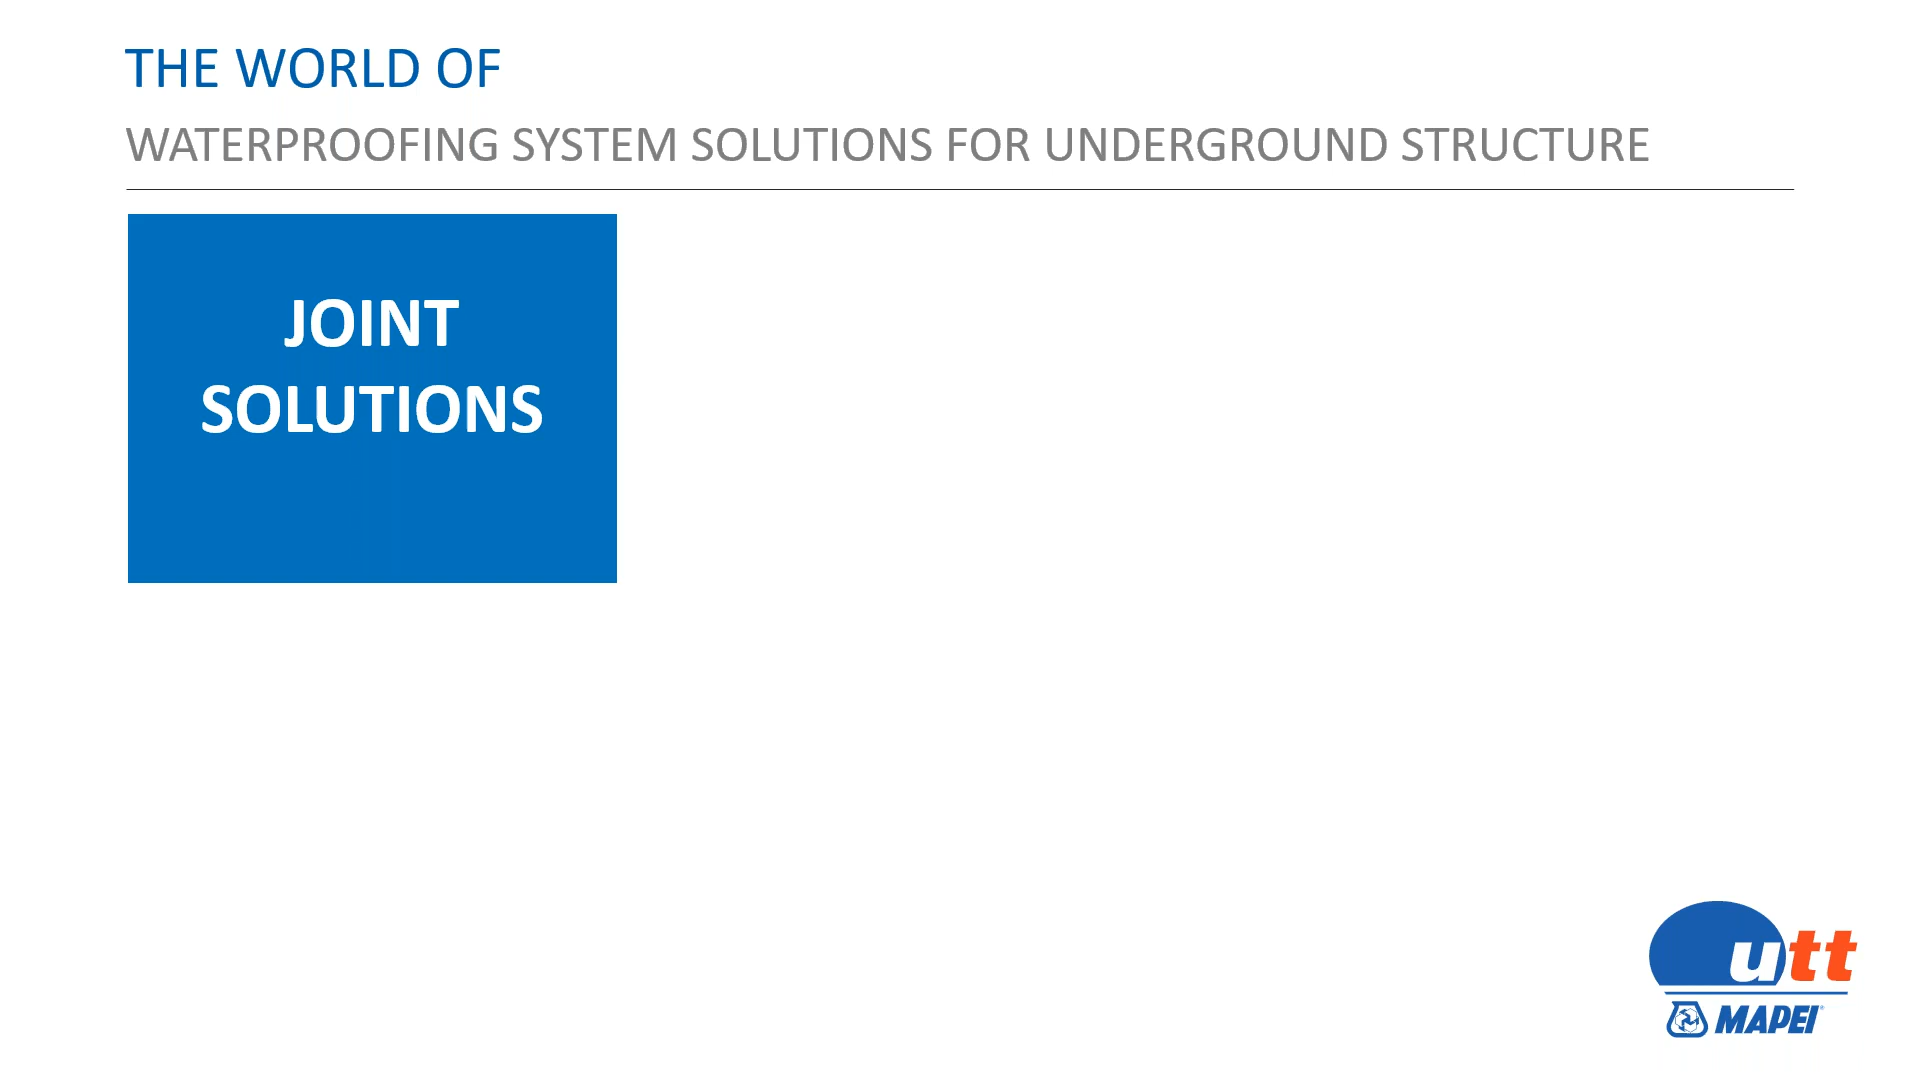 THE WORLD OF
WATERPROOFING SYSTEM SOLUTIONS FOR UNDERGROUND STRUCTURE
JOINT
SOLUTIONS
utt
MAPEI®